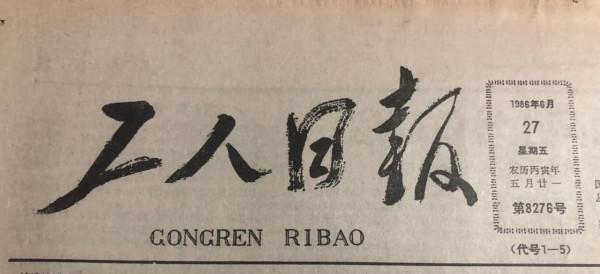 工人日报
GONGREN RIBAO
1986年6月
27
星期五
农历丙寅年
五月廿一
第8276号
(代号1—5)